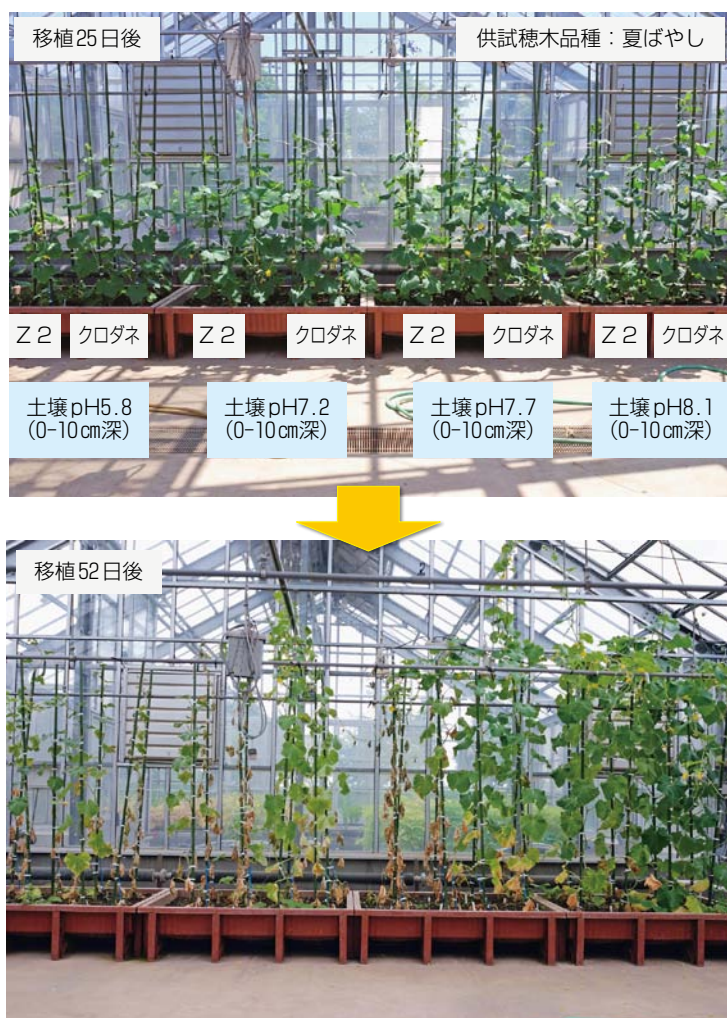 移植25日後
供試穂木品種：夏ばやし
Z2 クロダネ Z2 クロダネ Z2 クロダネ Z2 クロダネ
土壌pH5.8
（0-10cm深）
土壌pH7.2
（0-10cm深）
土壌pH7.7
（0-10cm深）
土壌pH8.1
（0-10cm深）
移植52日後
2